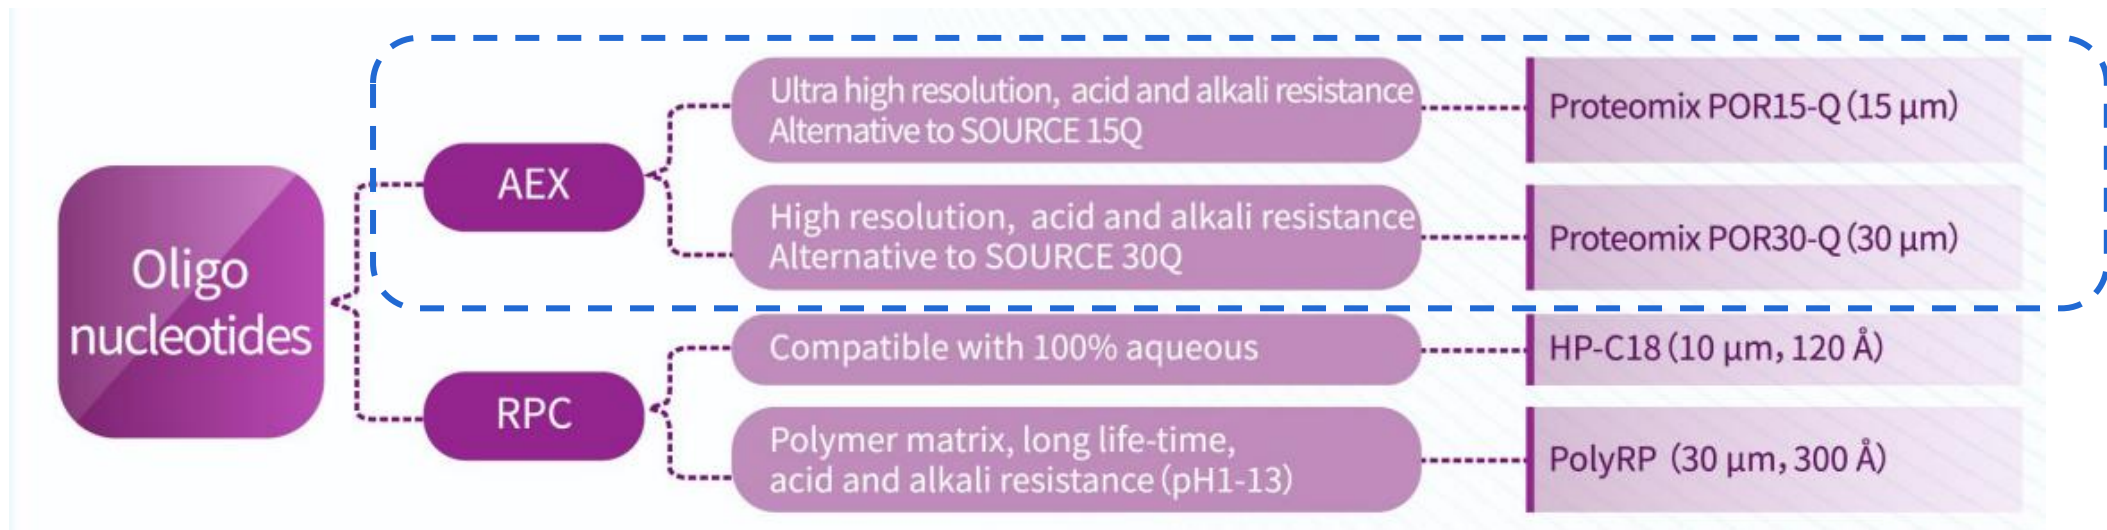 Oligo
nucleotides
AEX
Ultra high resolution, acid and alkali resistance
Alternative to SOURCE 15Q
Proteomix POR15-Q (15 μm)
High resolution, acid and alkali resistance
Alternative to SOURCE 30Q
Proteomix POR30-Q (30 μm)
RPC
Compatible with 100% aqueous
HP-C18 (10 μm, 120 Å)
Polymer matrix, long life-time,
acid and alkali resistance (pH1-13)
PolyRP (30 μm, 300 Å)